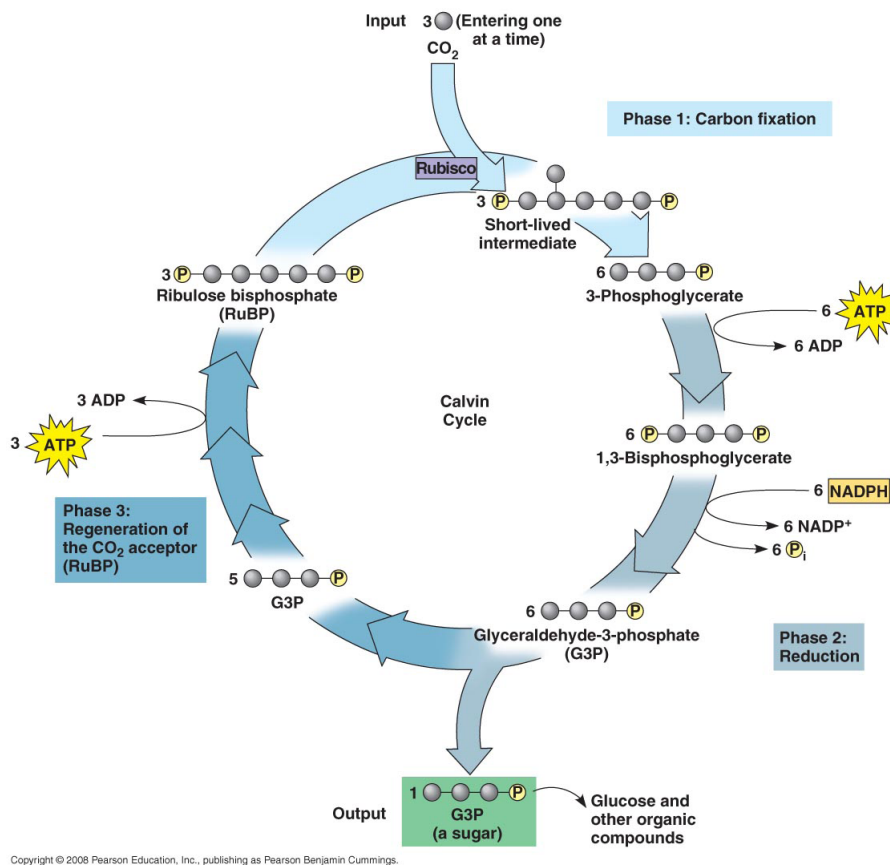 Input 3 (Entering one
at a time)
CO2
Phase 1: Carbon fixation
Rubisco
3 P P
Short-lived
intermediate
3 P P
Ribulose bisphosphate
(RuBP)
6 P
3-Phosphoglycerate
6 ATP
6 ADP
3 ADP
3 ATP
Calvin
Cycle
6 P P
1,3-Bisphosphoglycerate
6 NADPH
6 NADP+
6 Pi
Phase 3:
Regeneration of
the CO2 acceptor
(RuBP)
5 P
G3P
6 P
Glyceraldehyde-3-phosphate
(G3P)
Phase 2:
Reduction
Output
1 P
G3P
(a sugar)
Glucose and
other organic
compounds
Copyright © 2008 Pearson Education, Inc., publishing as Pearson Benjamin Cummings.